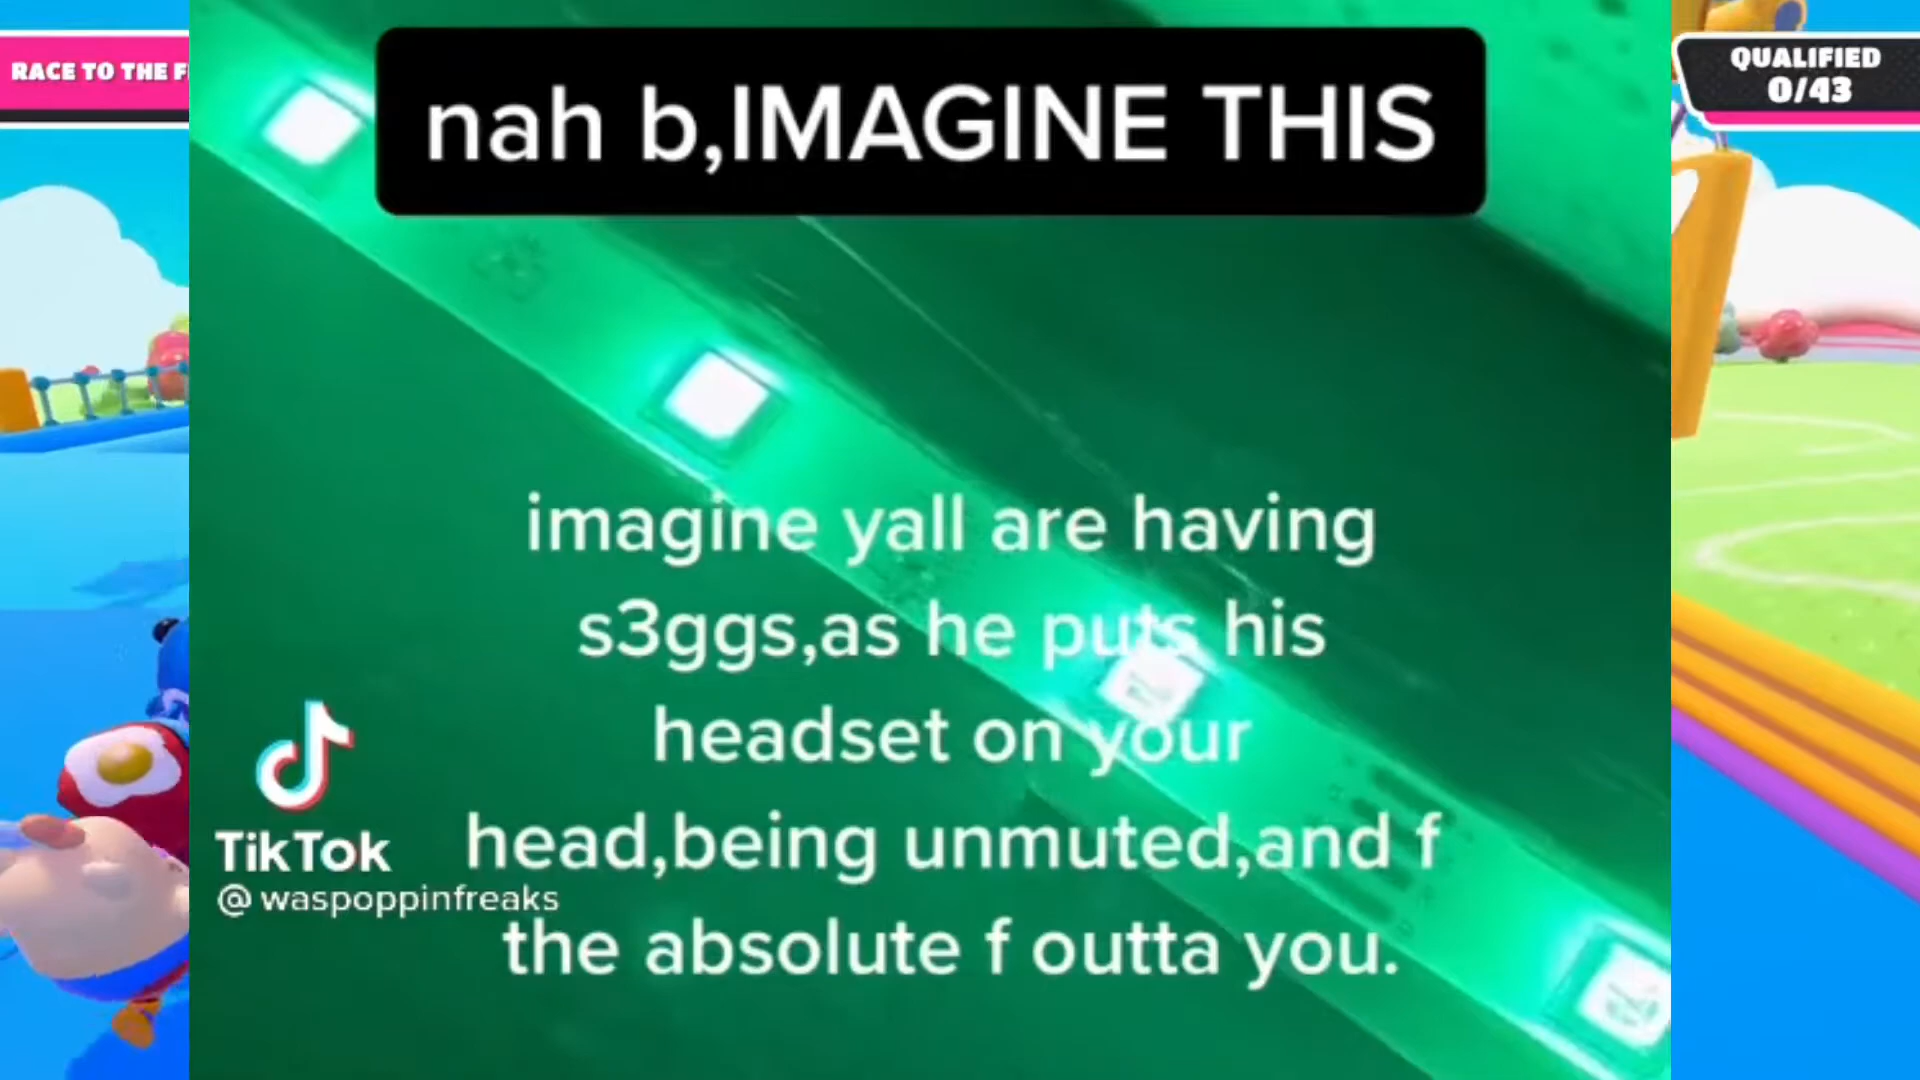 RACE TO THE F
QUALIFIED
0/43
nah b,IMAGINE THIS
imagine yall are having
s3ggs,as he puts his
headset on your
head,being unmuted,and f
the absolute f outta you.
TikTok
@ waspoppinfreaks